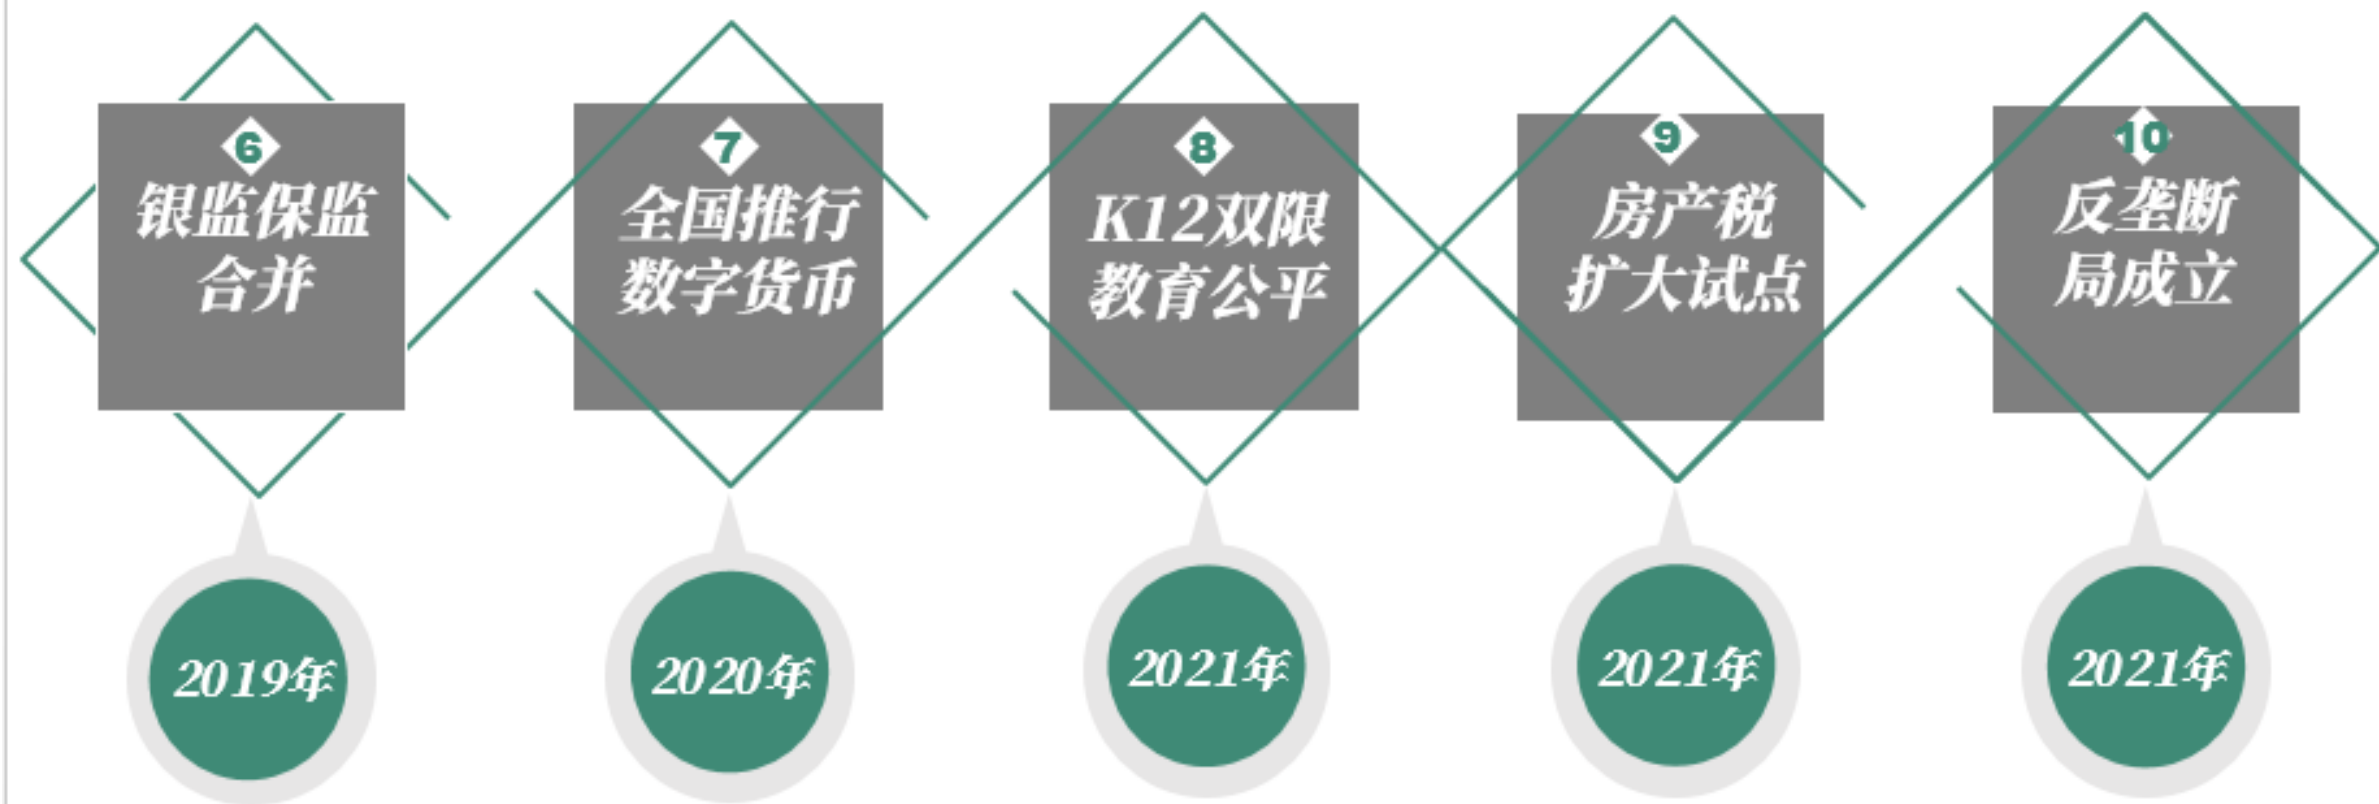 6
银监保监
合并
2019年
7
全国推行
数字货币
2020年
8
K12双限
教育公平
2021年
9
房产税
扩大试点
2021年
10
反垄断
局成立
2021年